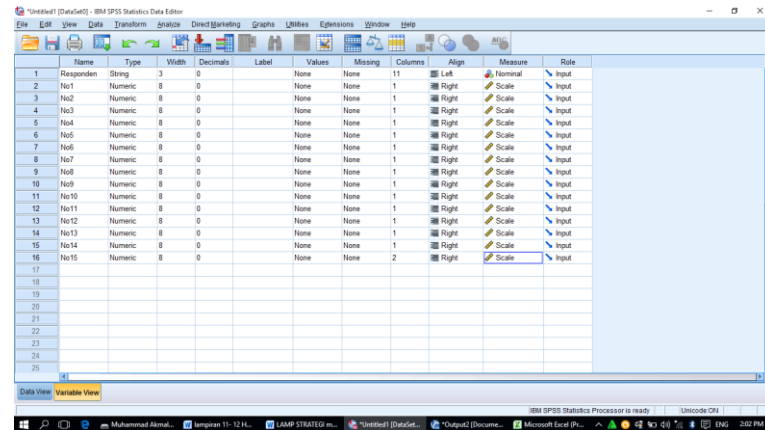 *Untitled1 [DataSet0] - IBM SPSS Statistics Data Editor
File Edit View Data Transform Analyze Direct Marketing Graphs Utilities Extensions Window Help
Name Type Width Decimals Label Values Missing Columns Align Measure Role
1 Responden String 3 0 None None 11 Left Nominal Input
2 No1 Numeric 8 0 None None 1 Right Scale Input
3 No2 Numeric 8 0 None None 1 Right Scale Input
4 No3 Numeric 8 0 None None 1 Right Scale Input
5 No4 Numeric 8 0 None None 1 Right Scale Input
6 No5 Numeric 8 0 None None 1 Right Scale Input
7 No6 Numeric 8 0 None None 1 Right Scale Input
8 No7 Numeric 8 0 None None 1 Right Scale Input
9 No8 Numeric 8 0 None None 1 Right Scale Input
10 No9 Numeric 8 0 None None 1 Right Scale Input
11 No10 Numeric 8 0 None None 1 Right Scale Input
12 No11 Numeric 8 0 None None 1 Right Scale Input
13 No12 Numeric 8 0 None None 1 Right Scale Input
14 No13 Numeric 8 0 None None 1 Right Scale Input
15 No14 Numeric 8 0 None None 1 Right Scale Input
16 No15 Numeric 8 0 None None 2 Right Scale Input
17
18
19
20
21
22
23
24
25
Data View Variable View
IBM SPSS Statistics Processor is ready Unicode:ON
Muhammad Akmal... lampiran 11- 12 H... LAMP STRATEGI m... *Untitled1 [DataSet... *Output2 [Docume... Microsoft Excel (Pr... ENG 2:02 PM